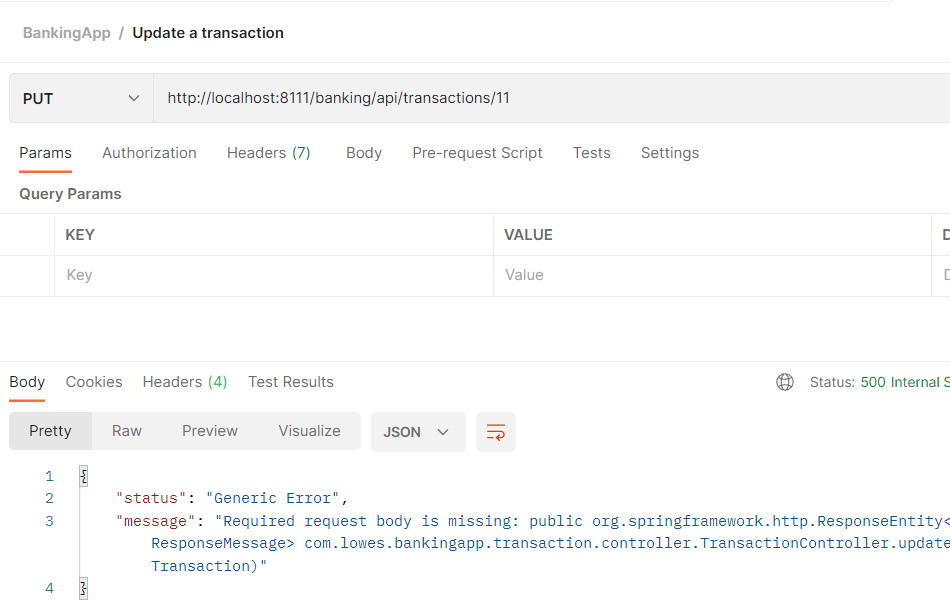 BankingApp / Update a transaction
PUT http://localhost:8111/banking/api/transactions/11
Params Authorization Headers (7) Body Pre-request Script Tests Settings
Query Params
KEY VALUE
Key Value
Body Cookies Headers (4) Test Results Status: 500 Internal
Pretty Raw Preview Visualize JSON
1 {
2 "status": "Generic Error",
3 "message": "Required request body is missing: public org.springframework.http.ResponseEntity<
ResponseMessage> com.lowes.bankingapp.transaction.controller.TransactionController.update
Transaction)"
4 }